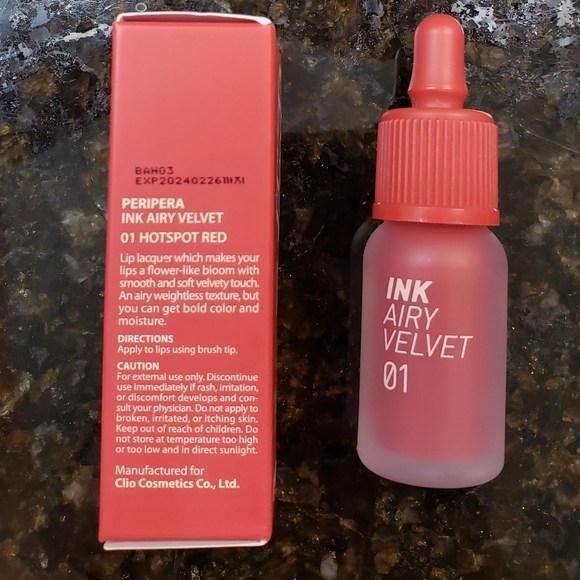 BAH03
EXP20240226까지
PERIPERA
INK AIRY VELVET
01 HOTSPOT RED
Lip lacquer which makes your
lips a flower-like bloom with
smooth and soft velvety touch.
An airy weightless texture, but
you can get bold color and
moisture.
DIRECTIONS
Apply to lips using brush tip.
CAUTION
For external use only. Discontinue
use immediately if rash, irritation,
or discomfort develops and con-
sult your physician. Do not apply to
broken, irritated, or itching skin.
Keep out of reach of children. Do
not store at temperature too high
or too low and in direct sunlight.
Manufactured for
Clio Cosmetics Co., Ltd.
INK
AIRY
VELVET
01